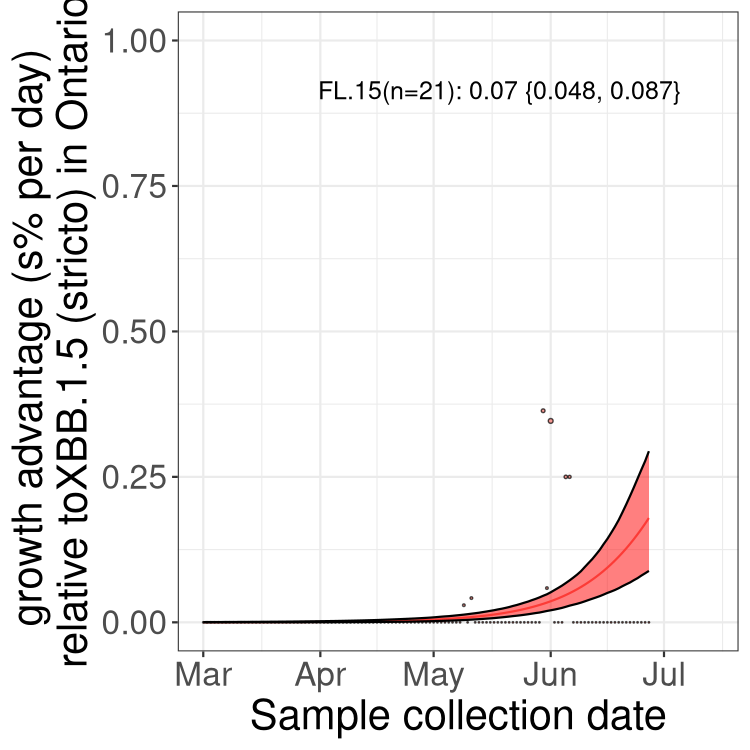 growth advantage (s% per day)
relative toXBB.1.5 (stricto) in Ontario
1.00
0.75
0.50
0.25
0.00
FL.15(n=21): 0.07 {0.048, 0.087}
Mar Apr May Jun Jul
Sample collection date